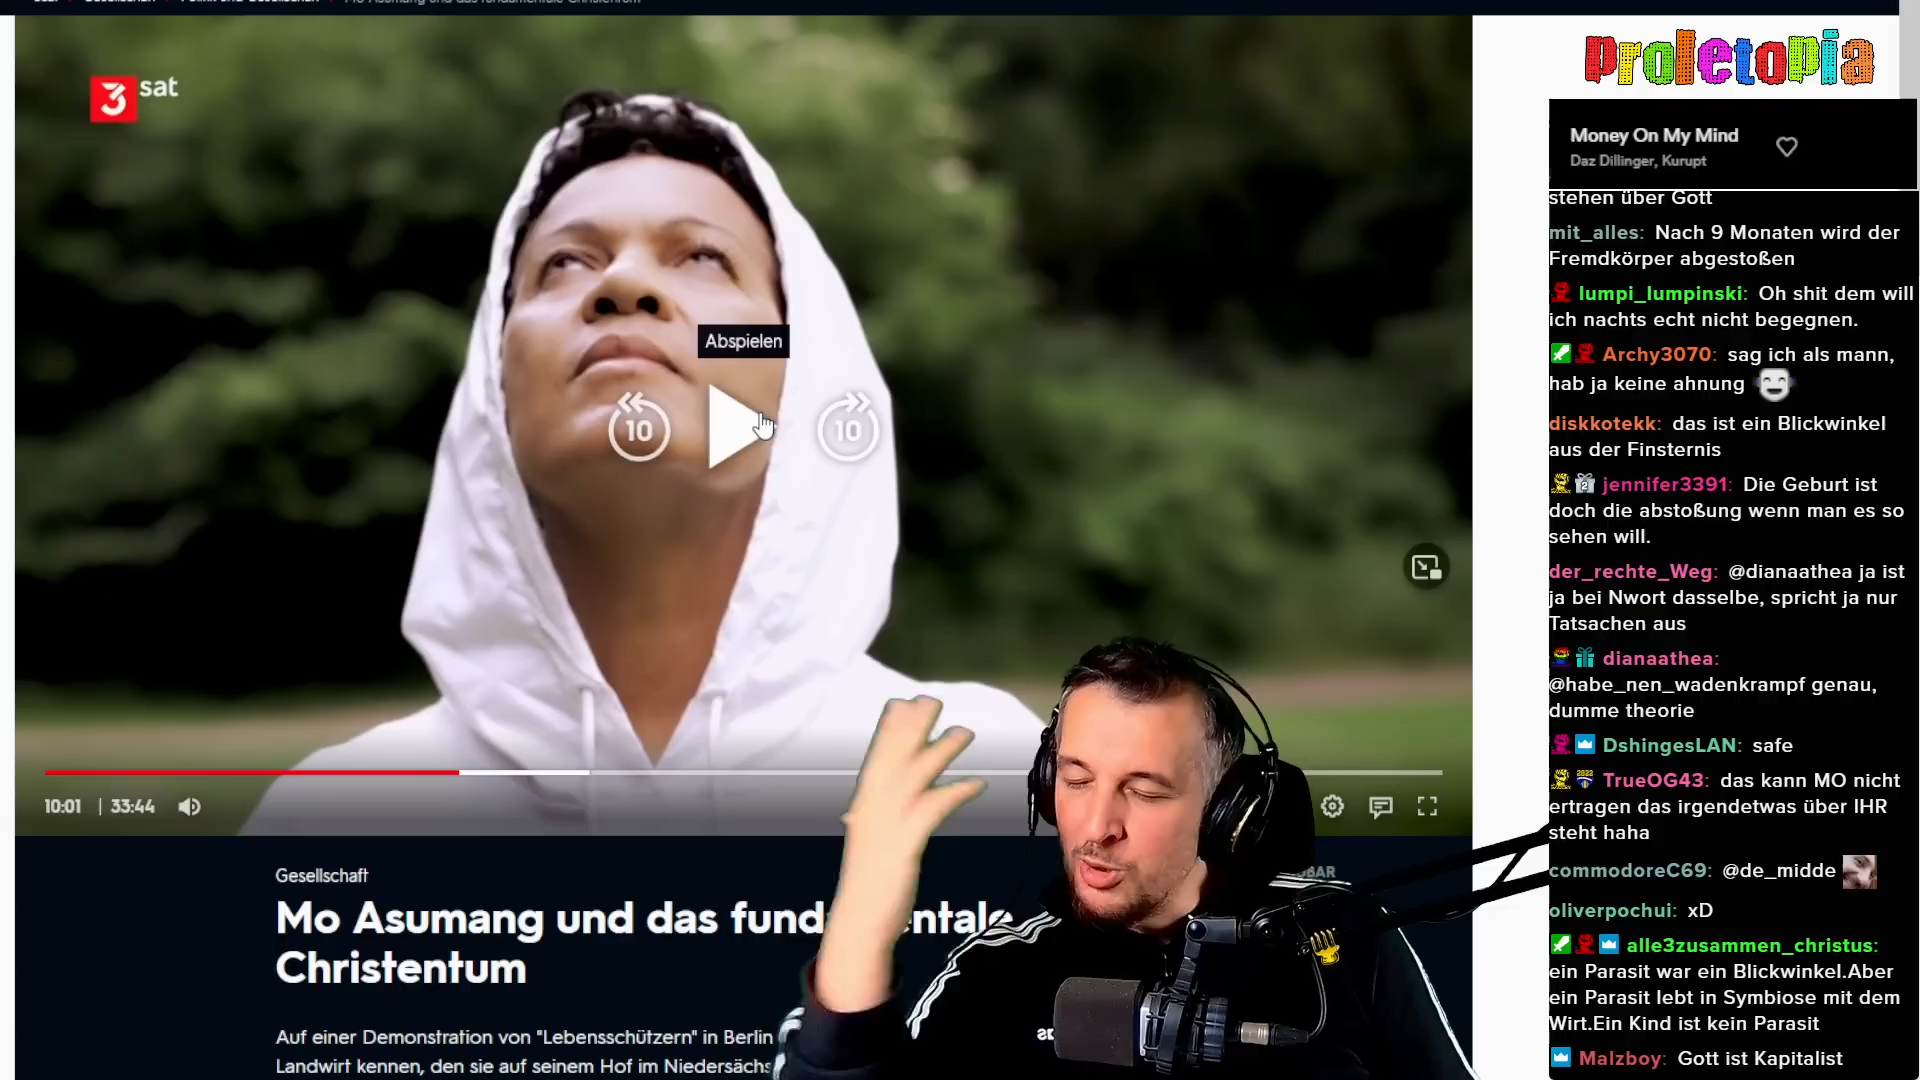 Mo Asumang und das fundamentale Christentum
3sat
Proletopia
Money On My Mind
Daz Dillinger, Kurupt
stehen über Gott
mit_alles: Nach 9 Monaten wird der
Fremdkörper abgestoßen
lumpi_lumpinski: Oh shit dem will
ich nachts echt nicht begegnen.
Archy3070: sag ich als mann,
hab ja keine ahnung
diskkotekk: das ist ein Blickwinkel
aus der Finsternis
jennifer3391: Die Geburt ist
doch die abstoßung wenn man es so
sehen will.
der_rechte_Weg: @dianaathea ja ist
ja bei Nwort dasselbe, spricht ja nur
Tatsachen aus
dianaathea:
@habe_nen_wadenkrampf genau,
dumme theorie
DshingesLAN: safe
TrueOG43: das kann MO nicht
ertragen das irgendetwas über IHR
steht haha
commodoreC69: @de_midde
oliverpochui: xD
alle3zusammen_christus:
ein Parasit war ein Blickwinkel.Aber
ein Parasit lebt in Symbiose mit dem
Wirt.Ein Kind ist kein Parasit
Malzboy: Gott ist Kapitalist
Abspielen
10
10
10:01 | 33:44
Gesellschaft
Mo Asumang und das fund entale
Christentum
Auf einer Demonstration von "Lebensschützern" in Berlin
Landwirt kennen, den sie auf seinem Hof im Niedersächs